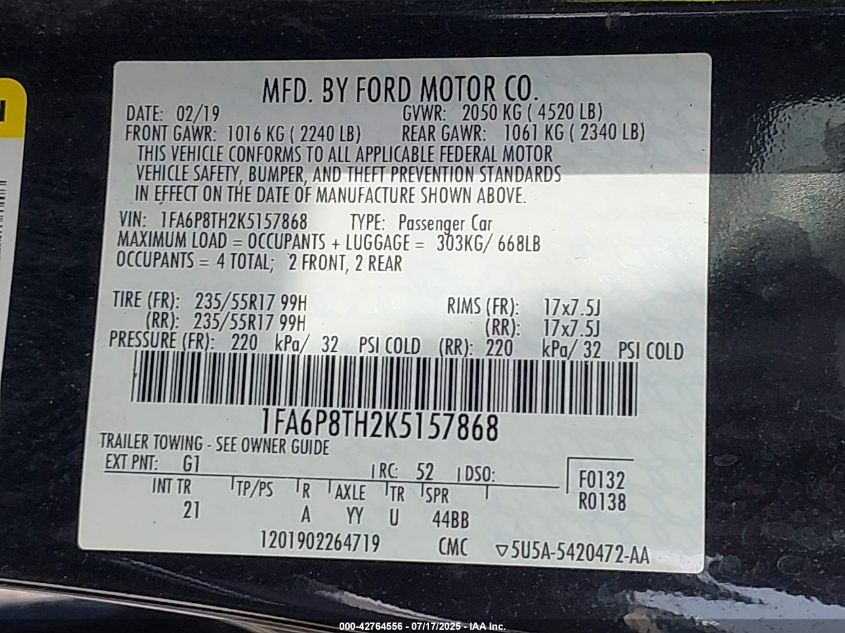 MFD. BY FORD MOTOR CO.
DATE: 02/19 GVWR: 2050 KG ( 4520 LB)
FRONT GAWR: 1016 KG ( 2240 LB) REAR GAWR: 1061 KG ( 2340 LB)
THIS VEHICLE CONFORMS TO ALL APPLICABLE FEDERAL MOTOR
VEHICLE SAFETY, BUMPER, AND THEFT PREVENTION STANDARDS
IN EFFECT ON THE DATE OF MANUFACTURE SHOWN ABOVE.
VIN: 1FA6P8TH2K5157868 TYPE: Passenger Car
MAXIMUM LOAD = OCCUPANTS + LUGGAGE = 303KG/ 668LB
OCCUPANTS = 4 TOTAL; 2 FRONT, 2 REAR
TIRE (FR): 235/55R17 99H RIMS (FR): 17x7.5J
(RR): 235/55R17 99H (RR): 17x7.5J
PRESSURE (FR): 220 kPa/ 32 PSI COLD (RR): 220 kPa/ 32 PSI COLD
1FA6P8TH2K5157868
TRAILER TOWING - SEE OWNER GUIDE
EXT PNT: G1 RC: 52 DSO: F0132
R0138
INT TR TP/PS R AXLE TR SPR
21 A YY U 44BB
1201902264719 CMC ▽5U5A-5420472-AA
000-42764556 - 07/17/2025 - IAA Inc.